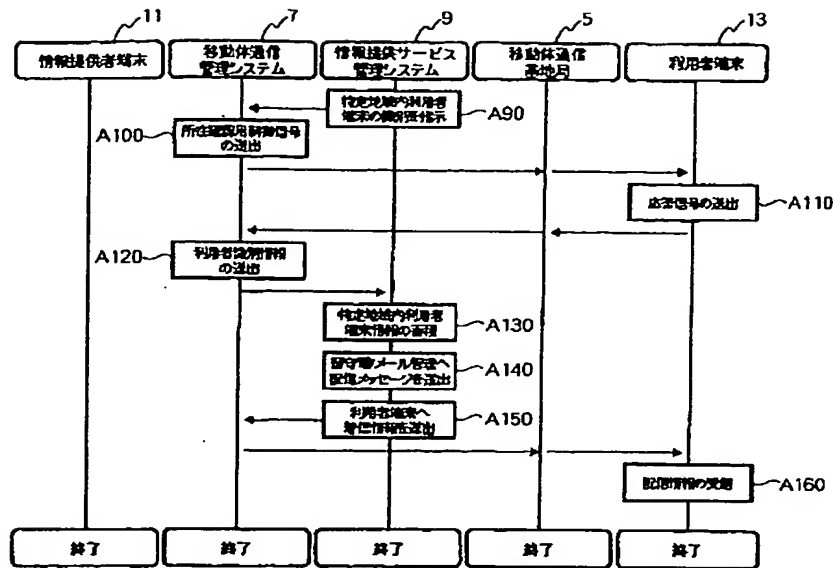 11
7
9
5
13
情報提供者端末
移動体通信
管理システム
情報提供サービス
管理システム
移動体通信
基地局
利用者端末
特定地域内利用者
端末の識別を指示
A90
A100
所在確認用制御信号
の送出
応答信号の送出
A110
A120
利用者識別情報
の送出
特定地域内利用者
端末情報の蓄積
A130
留守電/メール管理へ
配信メッセージを送出
A140
利用者端末へ
着信情報を送出
A150
配信情報の受信
A160
終了
終了
終了
終了
終了